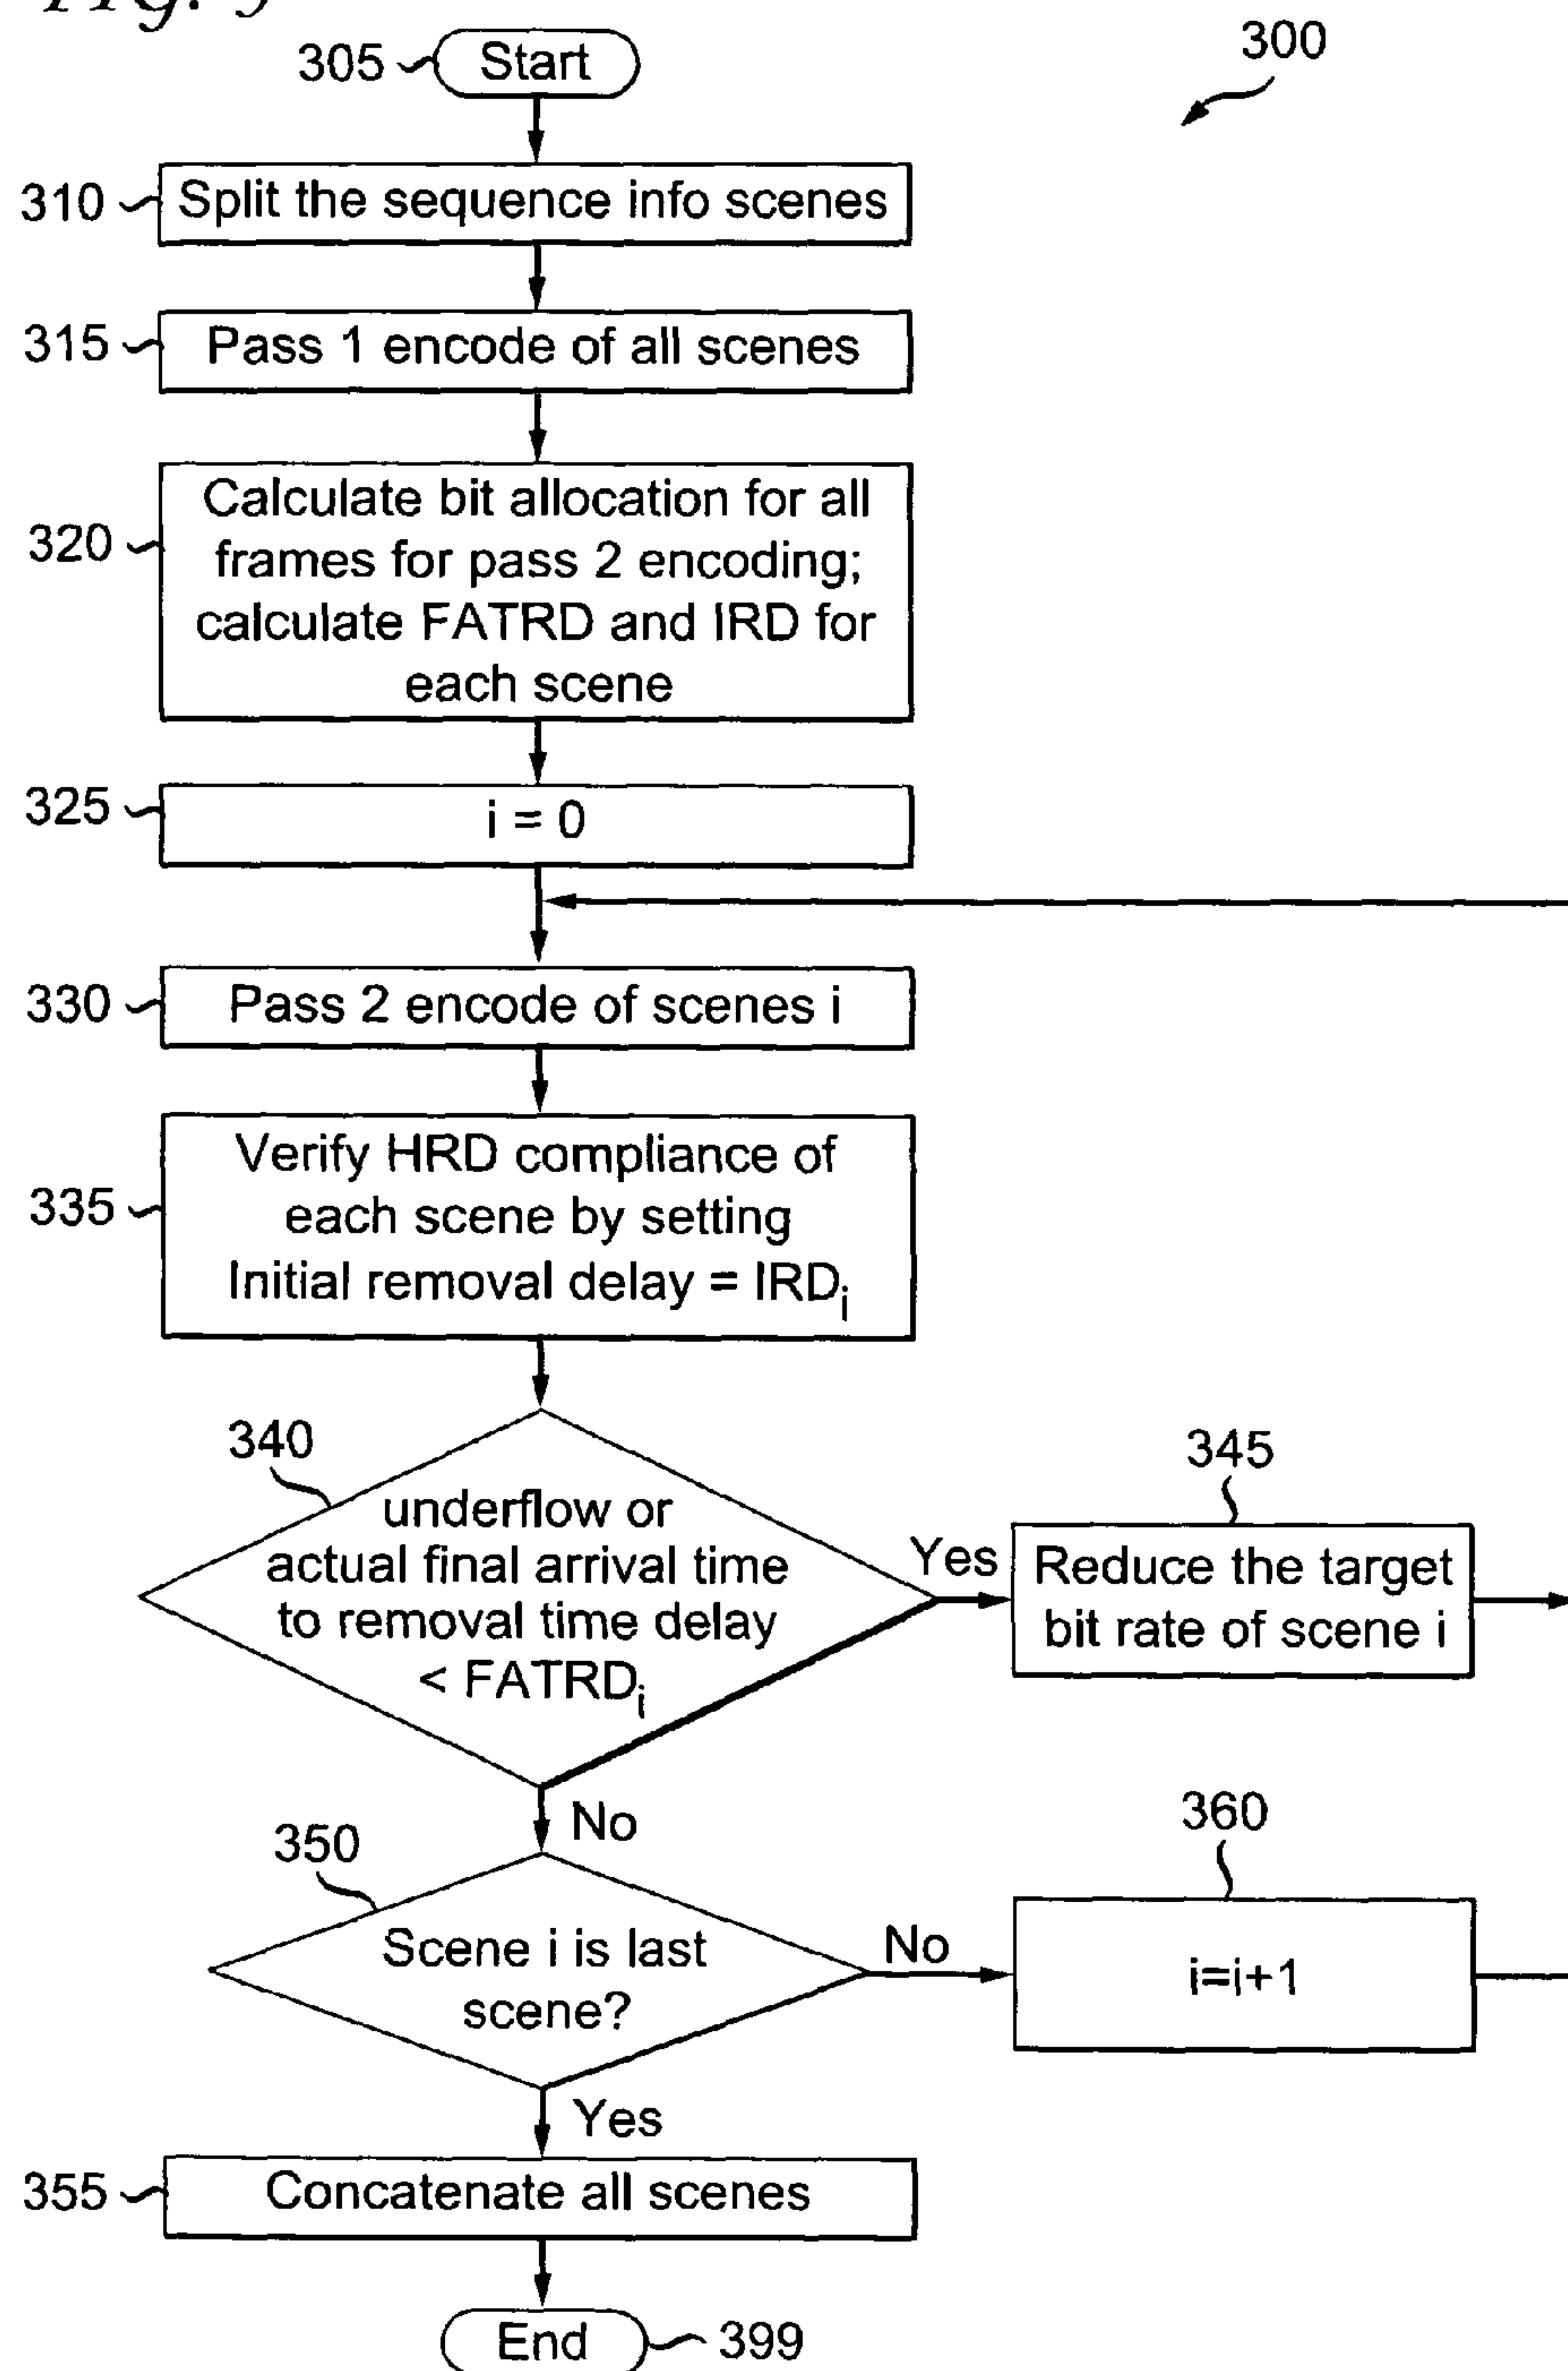 300
305
Start
310
Split the sequence info scenes
315
Pass 1 encode of all scenes
320
Calculate bit allocation for all
frames for pass 2 encoding;
calculate FATRD and IRD for
each scene
325
i = 0
330
Pass 2 encode of scenes i
335
Verify HRD compliance of
each scene by setting
Initial removal delay = IRDi
340
underflow or
actual final arrival time
to removal time delay
< FATRDi
Yes
345
Reduce the target
bit rate of scene i
No
350
Scene i is last
scene?
No
360
i=i+1
Yes
355
Concatenate all scenes
End
399